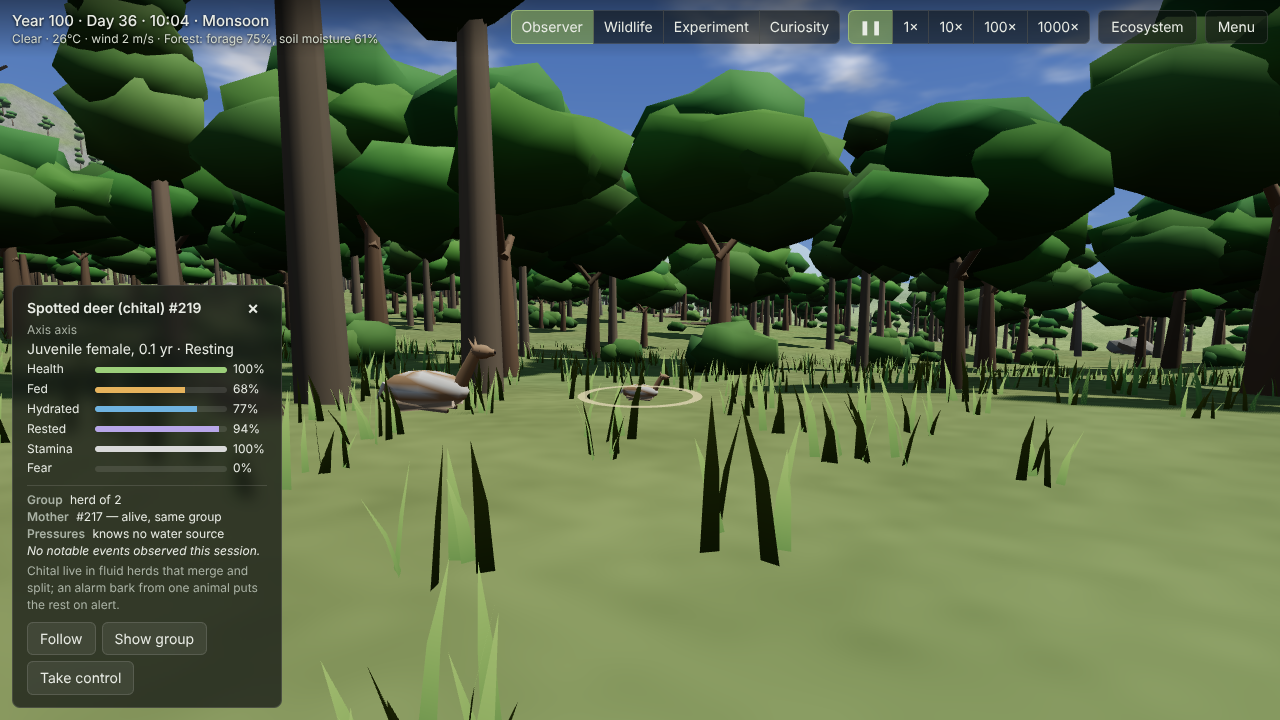 Year 100 · Day 36 · 10:04 · Monsoon
Clear · 26°C · wind 2 m/s · Forest: forage 75%, soil moisture 61%
Observer Wildlife Experiment Curiosity
❚❚ 1× 10× 100× 1000×
Ecosystem
Menu
Spotted deer (chital) #219 ×
Axis axis
Juvenile female, 0.1 yr · Resting
Health 100%
Fed 68%
Hydrated 77%
Rested 94%
Stamina 100%
Fear 0%
Group herd of 2
Mother #217 — alive, same group
Pressures knows no water source
No notable events observed this session.
Chital live in fluid herds that merge and
split; an alarm bark from one animal puts
the rest on alert.
Follow Show group
Take control